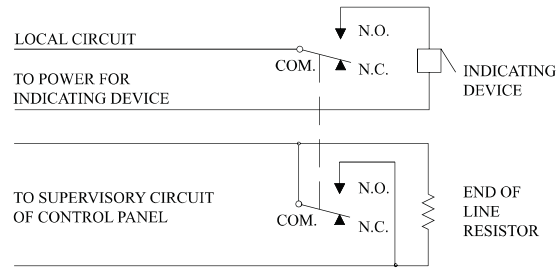 LOCAL CIRCUIT
N.O.
COM.
N.C.
TO POWER FOR
INDICATING DEVICE
INDICATING
DEVICE
TO SUPERVISORY CIRCUIT
OF CONTROL PANEL
N.O.
COM.
N.C.
END OF
LINE
RESISTOR